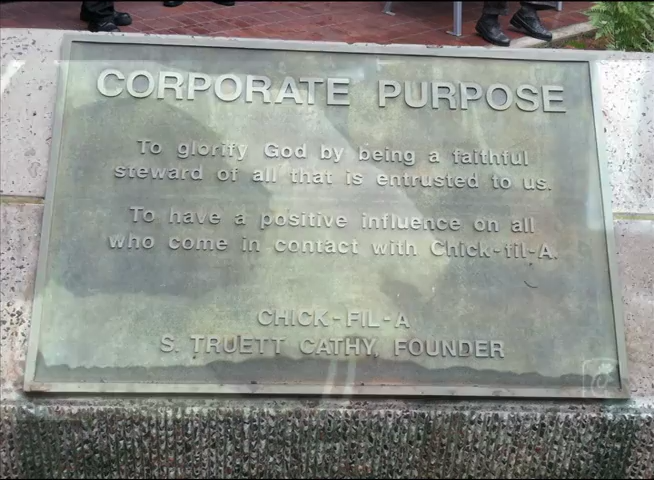 CORPORATE PURPOSE
To glorify God by being a faithful
steward of all that is entrusted to us.
To have a positive influence on all
who come in contact with Chick-fil-A.
CHICK-FIL-A
S. TRUETT CATHY, FOUNDER